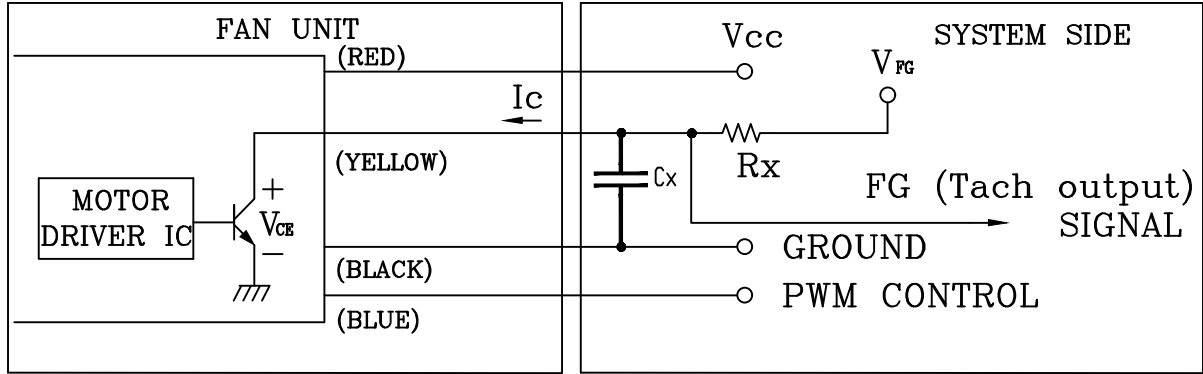 FAN UNIT
(RED)
Ic
(YELLOW)
MOTOR
DRIVER IC
+
VCE
−
(BLACK)
(BLUE)
SYSTEM SIDE
Vcc
VFG
Cx
Rx
FG (Tach output)
SIGNAL
GROUND
PWM CONTROL